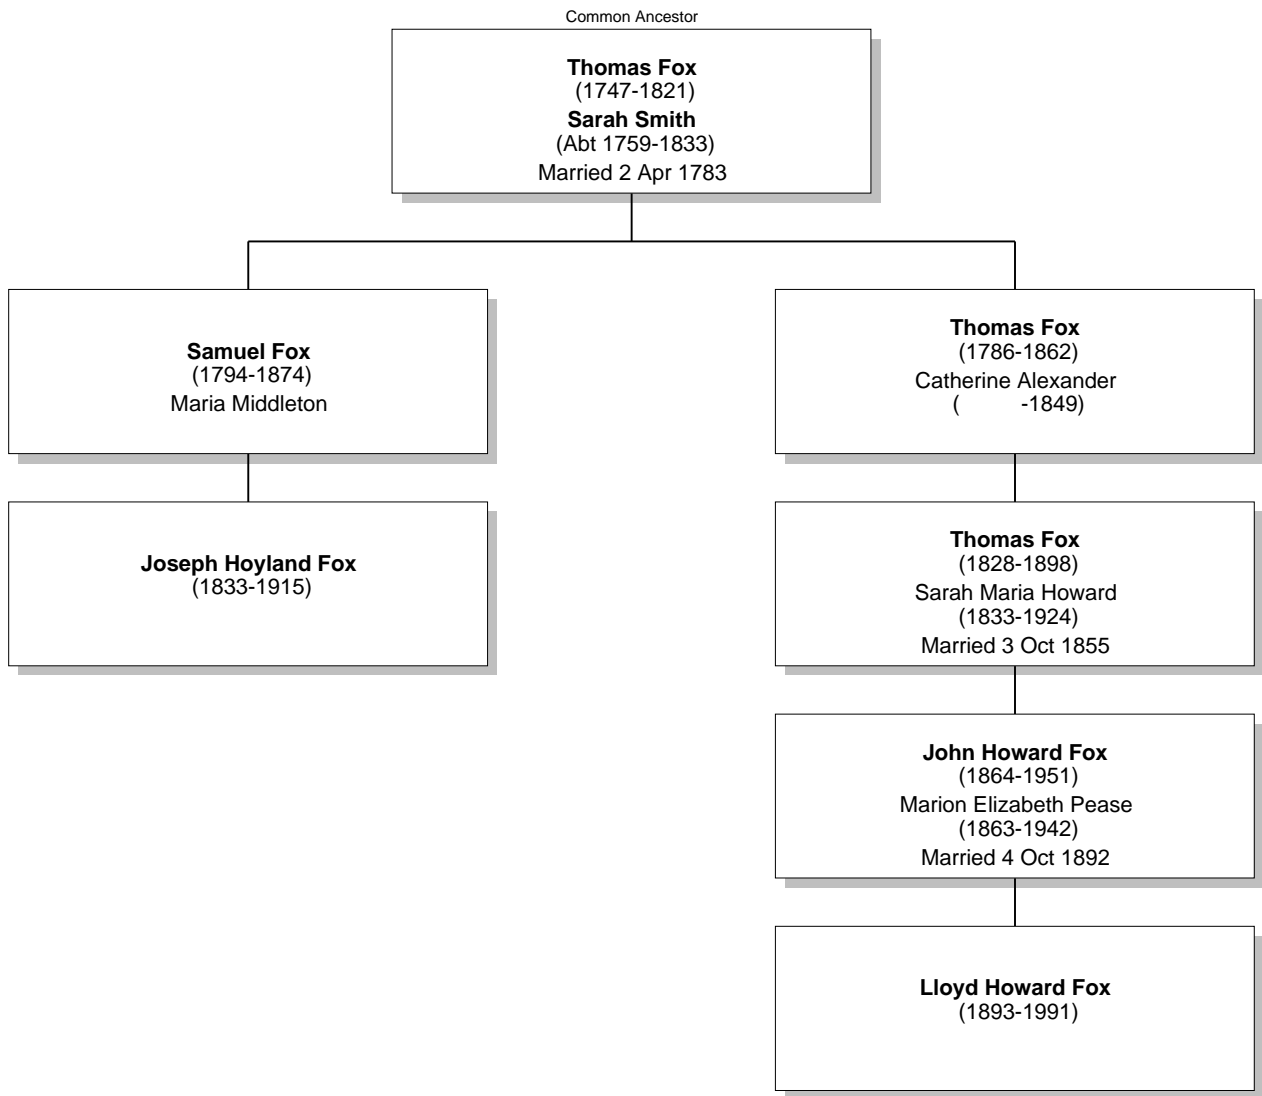 Common Ancestor
Thomas Fox
(1747-1821)
Sarah Smith
(Abt 1759-1833)
Married 2 Apr 1783
Samuel Fox
(1794-1874)
Maria Middleton
Thomas Fox
(1786-1862)
Catherine Alexander
( -1849)
Joseph Hoyland Fox
(1833-1915)
Thomas Fox
(1828-1898)
Sarah Maria Howard
(1833-1924)
Married 3 Oct 1855
John Howard Fox
(1864-1951)
Marion Elizabeth Pease
(1863-1942)
Married 4 Oct 1892
Lloyd Howard Fox
(1893-1991)